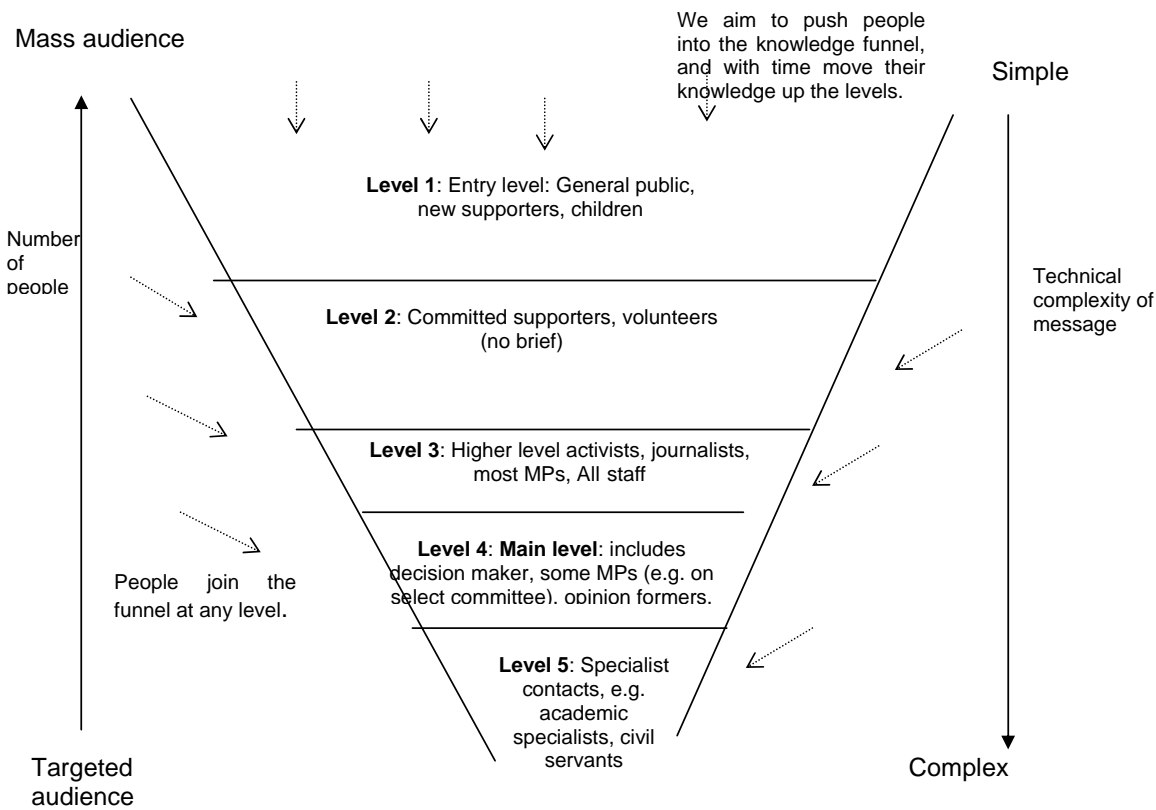 Mass audience
We aim to push people
into the knowledge funnel,
and with time move their
knowledge up the levels.
Simple
Level 1: Entry level: General public,
new supporters, children
Number
of
people
Technical
complexity of
message
Level 2: Committed supporters, volunteers
(no brief)
Level 3: Higher level activists, journalists,
most MPs, All staff
Level 4: Main level: includes
decision maker, some MPs (e.g. on
select committee), opinion formers.
People join the
funnel at any level.
Level 5: Specialist
contacts, e.g.
academic
specialists, civil
servants
Targeted
audience
Complex